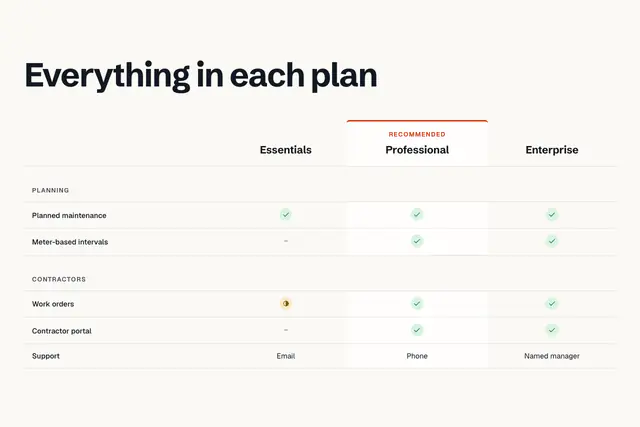 Everything in each plan
RECOMMENDED
Essentials Professional Enterprise
PLANNING
Planned maintenance
Meter-based intervals – 
CONTRACTORS
Work orders
Contractor portal –
Support Email Phone Named manager